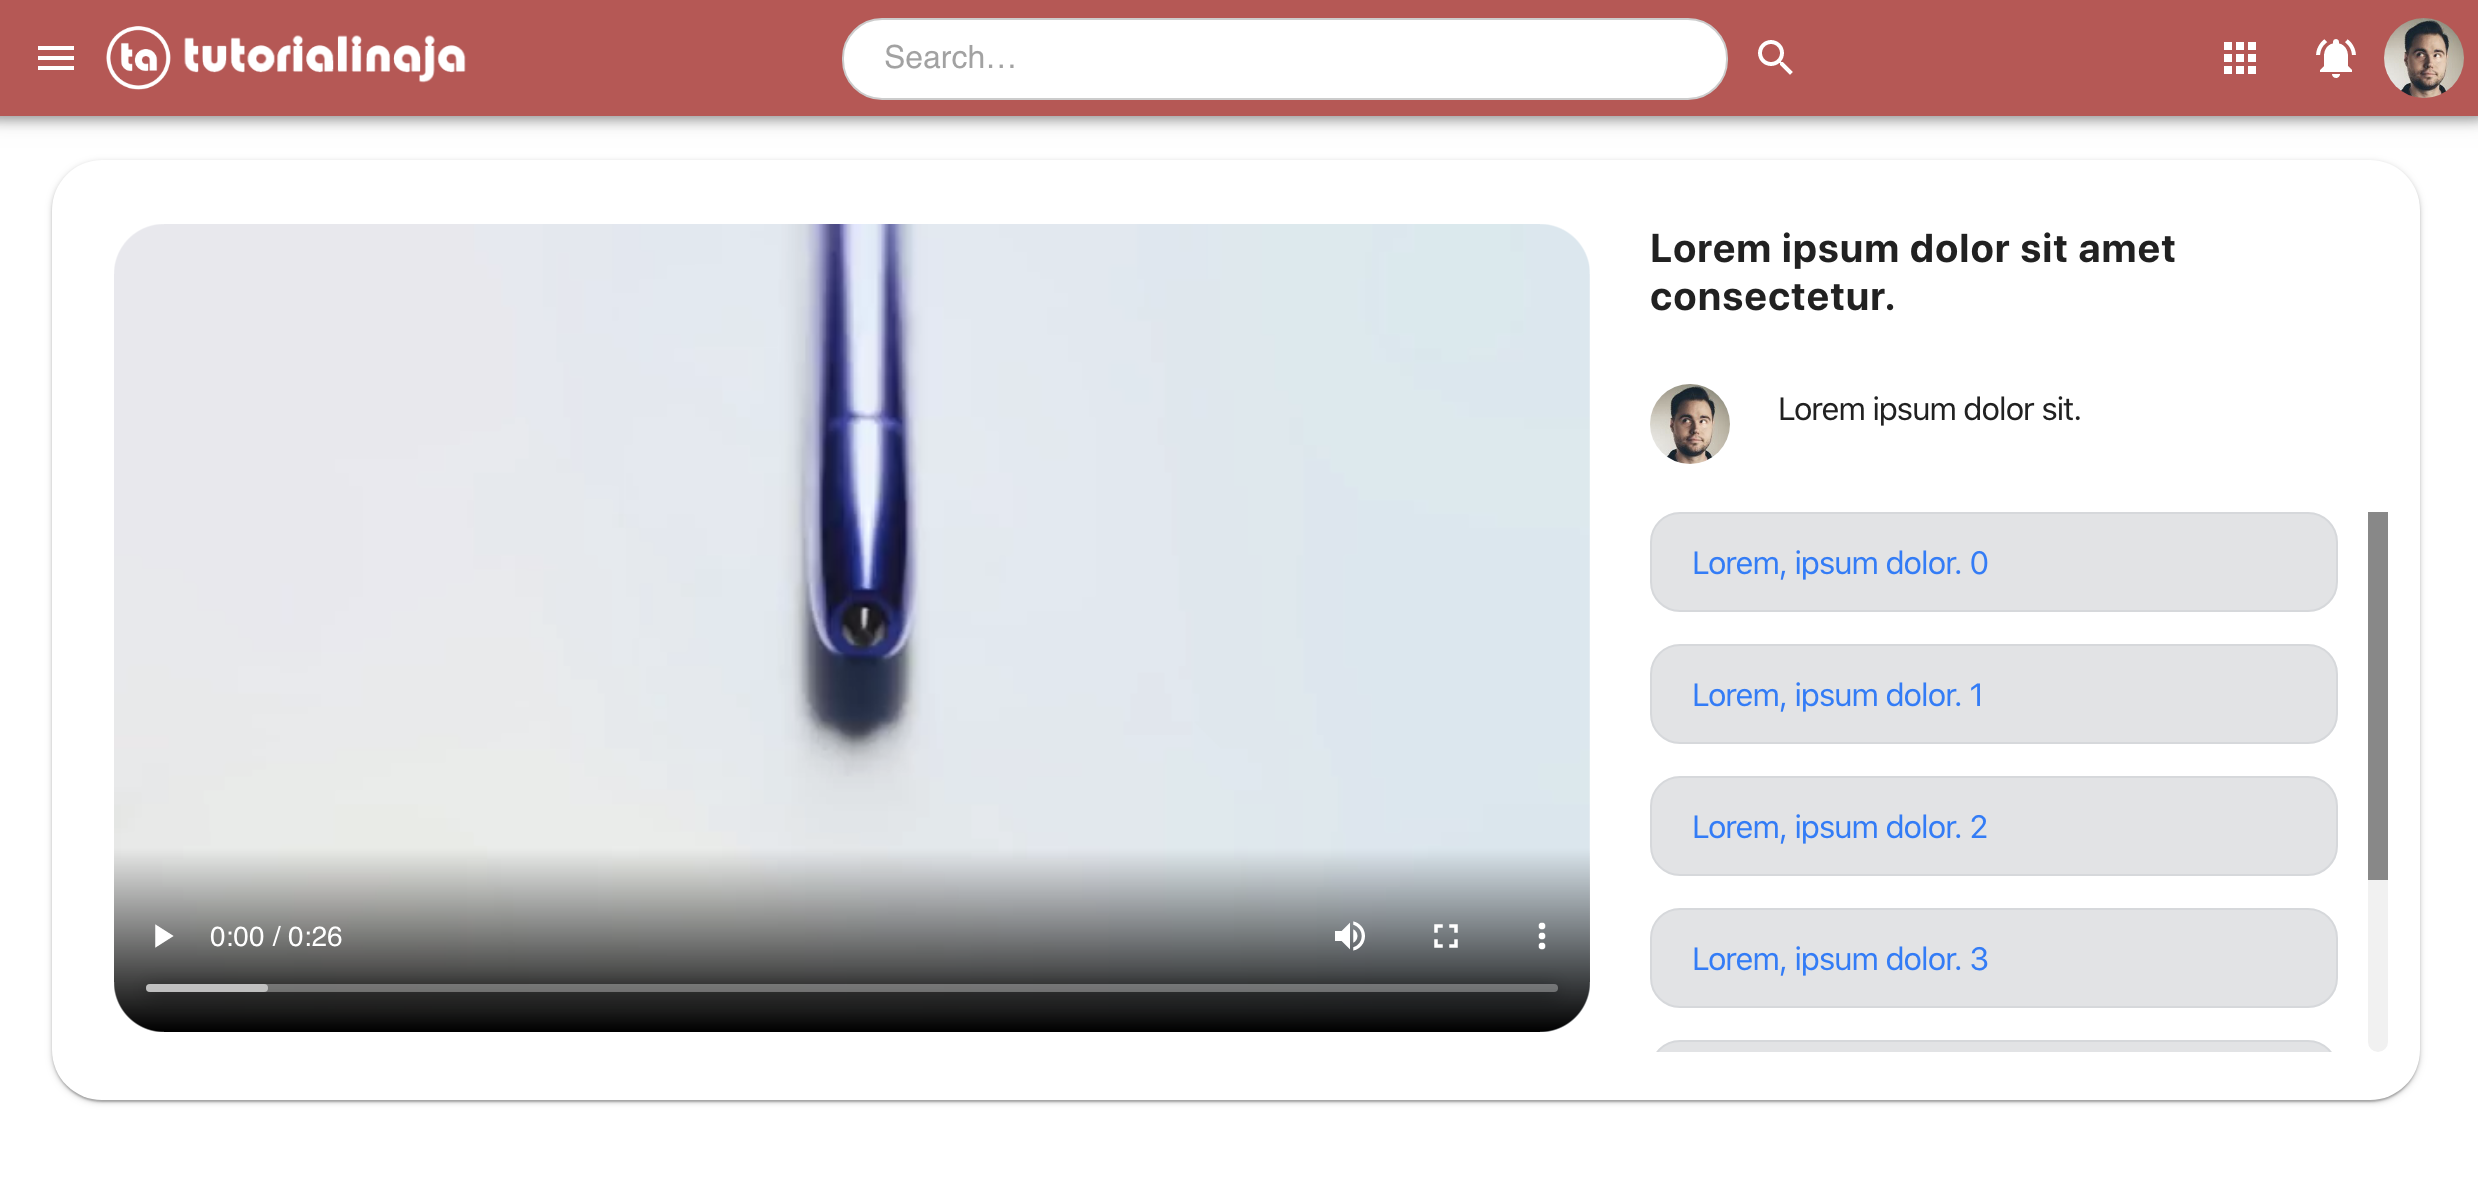 ta tutorialinaja
Search...
Lorem ipsum dolor sit amet
consectetur.
Lorem ipsum dolor sit.
Lorem, ipsum dolor. 0
Lorem, ipsum dolor. 1
Lorem, ipsum dolor. 2
Lorem, ipsum dolor. 3
0:00 / 0:26